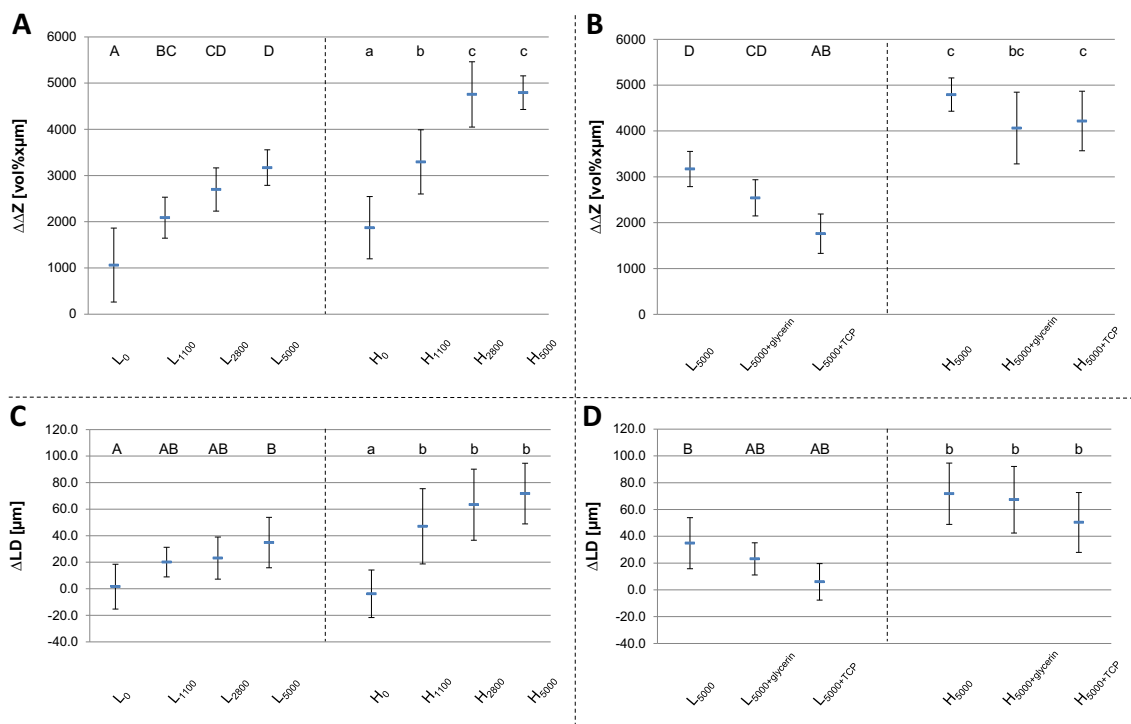 A
6000
5000
4000
3000
2000
1000
0
ΔΔZ [vol%xµm]
A BC CD D a b c c
L0 L1100 L2800 L5000 H0 H1100 H2800 H5000
B
6000
5000
4000
3000
2000
1000
0
ΔΔZ [vol%xµm]
D CD AB c bc c
L5000 L5000+glycerin L5000+TCP H5000 H5000+glycerin H5000+TCP
C
120.0
100.0
80.0
60.0
40.0
20.0
0.0
-20.0
-40.0
ΔLD [µm]
A AB AB B a b b b
L0 L1100 L2800 L5000 H0 H1100 H2800 H5000
D
120.0
100.0
80.0
60.0
40.0
20.0
0.0
-20.0
-40.0
ΔLD [µm]
B AB AB b b b
L5000 L5000+glycerin L5000+TCP H5000 H5000+glycerin H5000+TCP